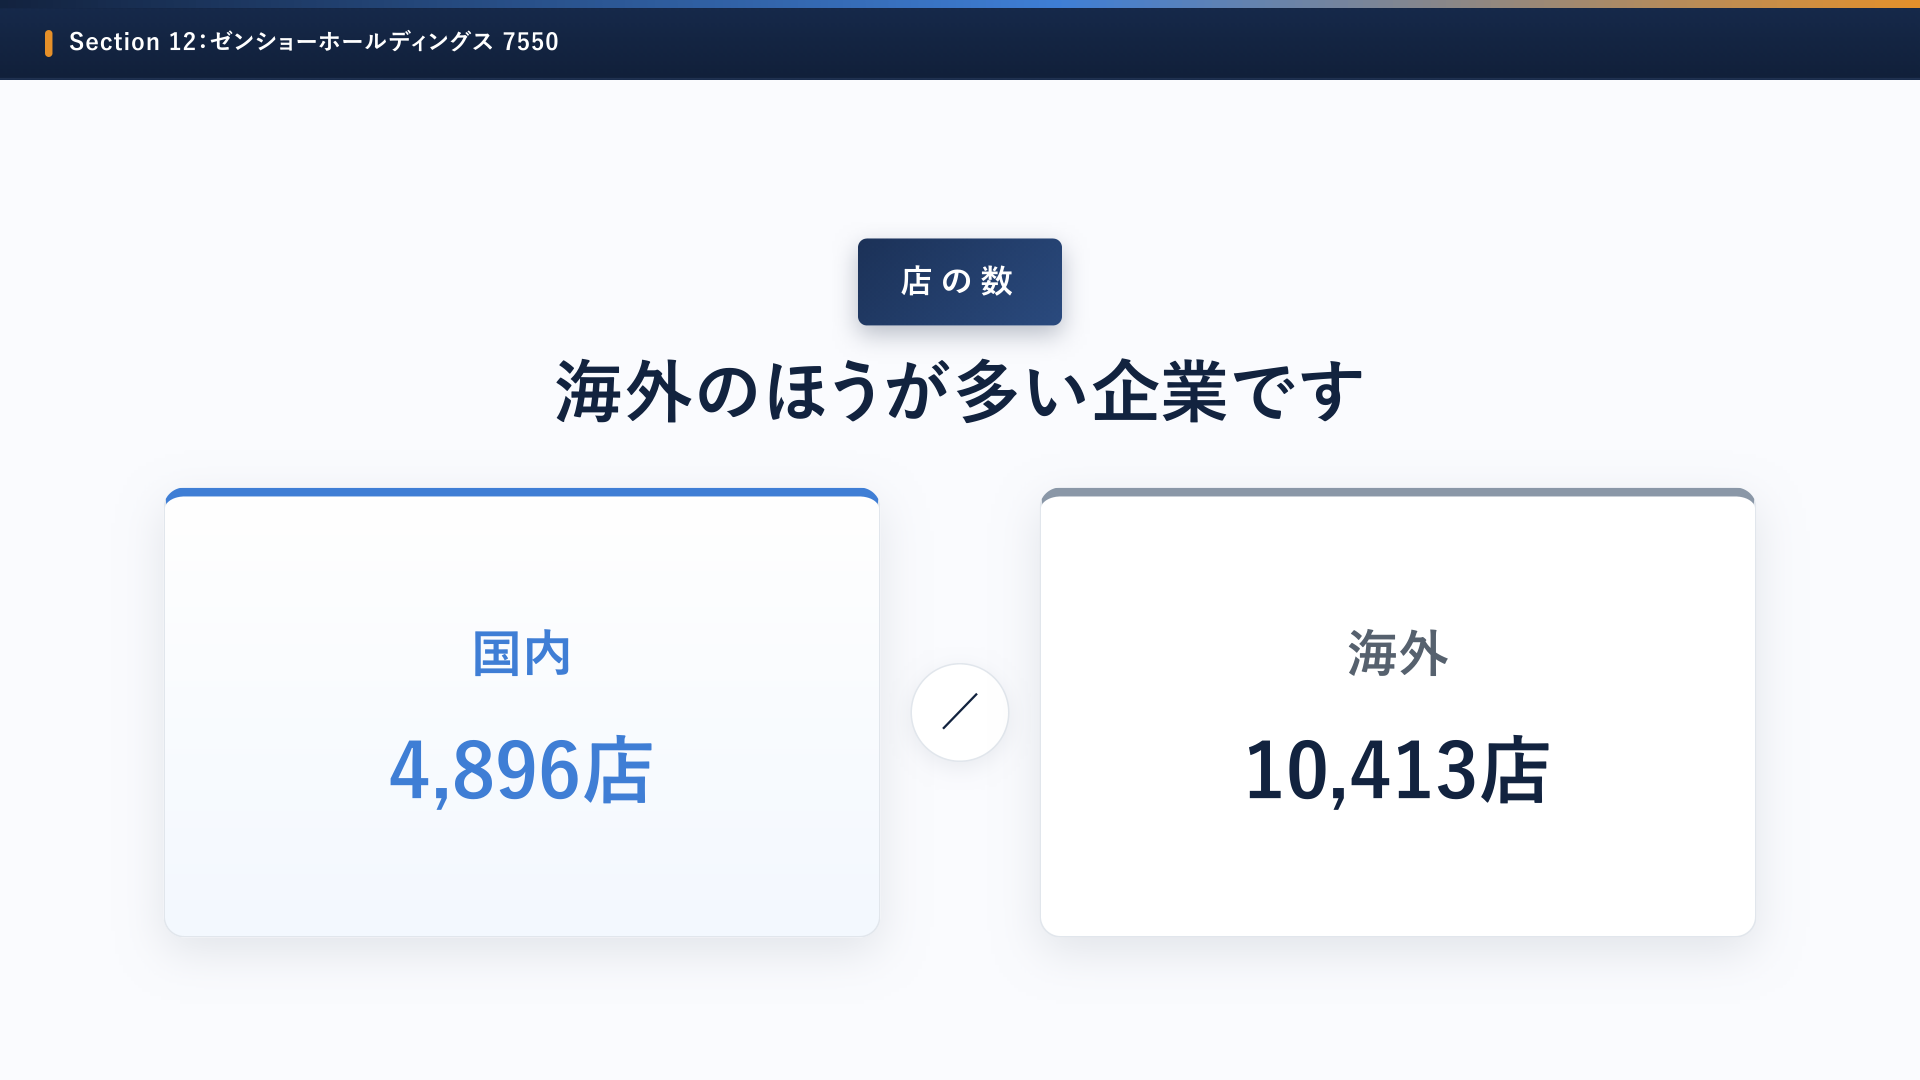 Section 12：ゼンショーホールディングス 7550
店の数
海外のほうが多い企業です
国内
4,896店
／
海外
10,413店